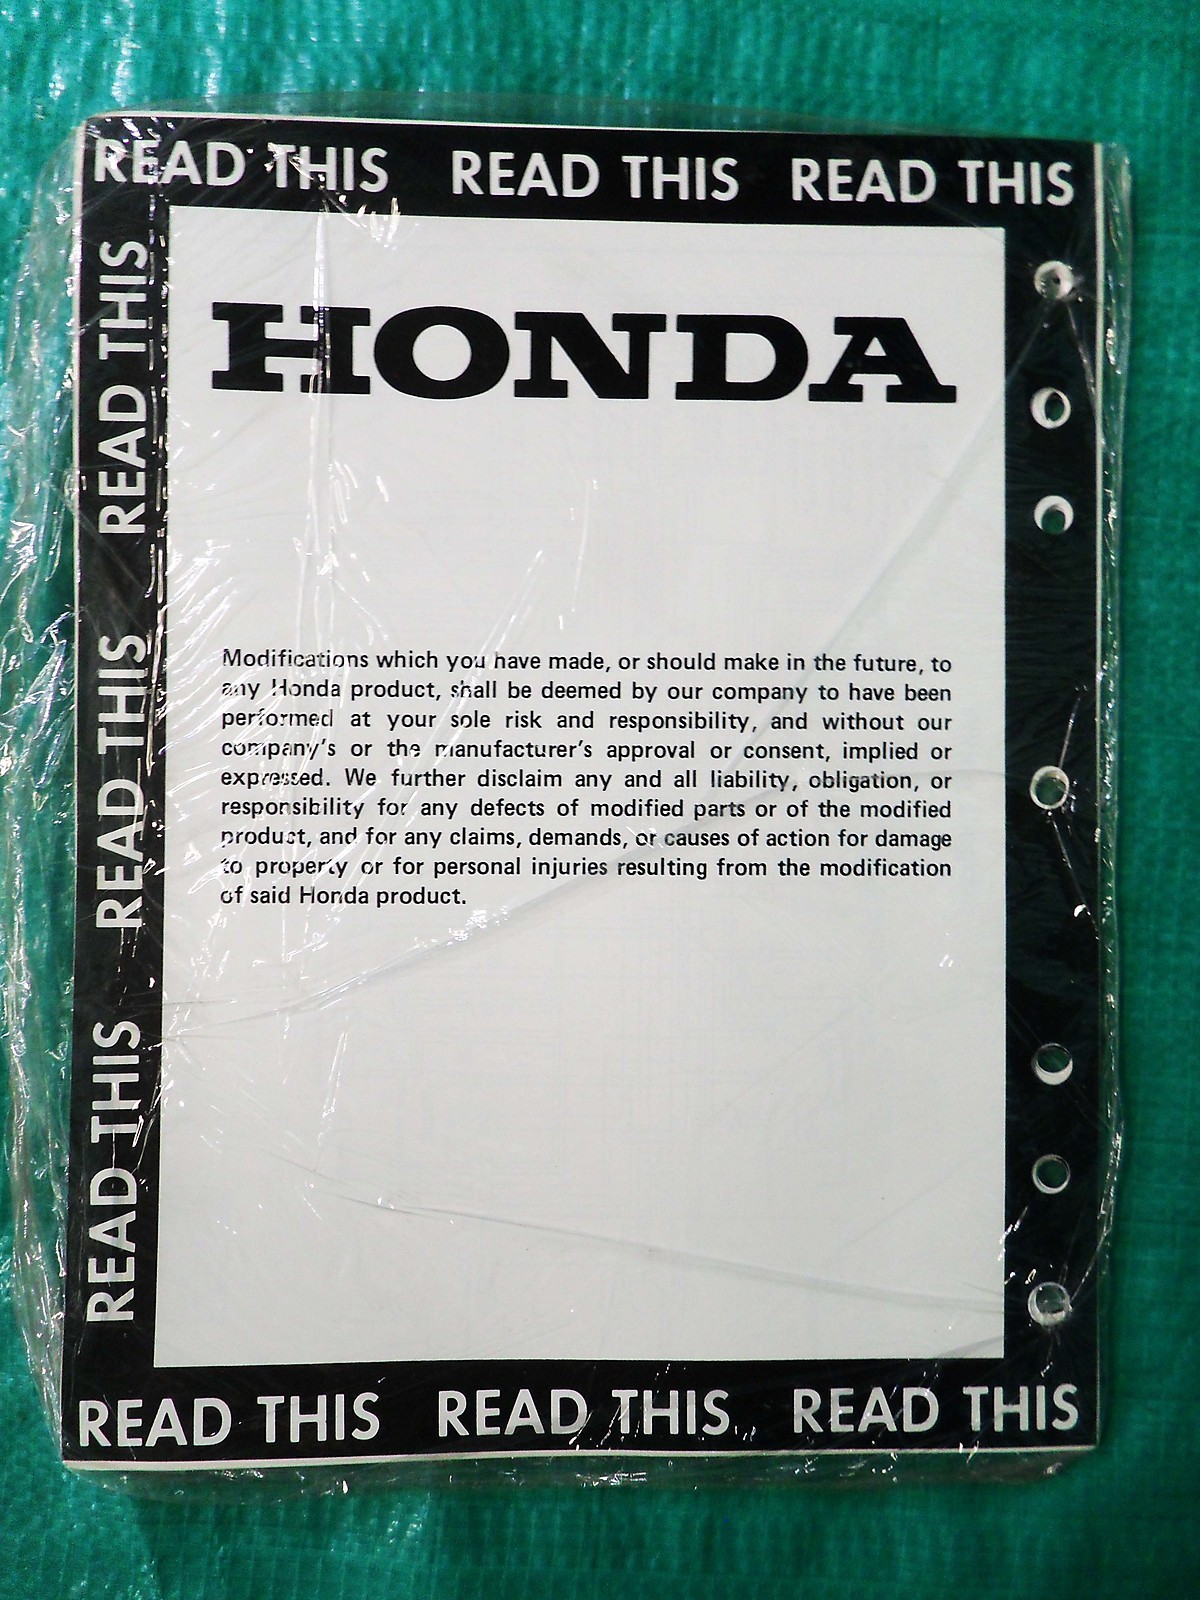 READ THIS READ THIS READ THIS
READ THIS
READ THIS
READ THIS
HONDA
Modifications which you have made, or should make in the future, to
any Honda product, shall be deemed by our company to have been
performed at your sole risk and responsibility, and without our
company's or the manufacturer's approval or consent, implied or
expressed. We further disclaim any and all liability, obligation, or
responsibility for any defects of modified parts or of the modified
product, and for any claims, demands, or causes of action for damage
to property or for personal injuries resulting from the modification
of said Honda product.
READ THIS READ THIS READ THIS